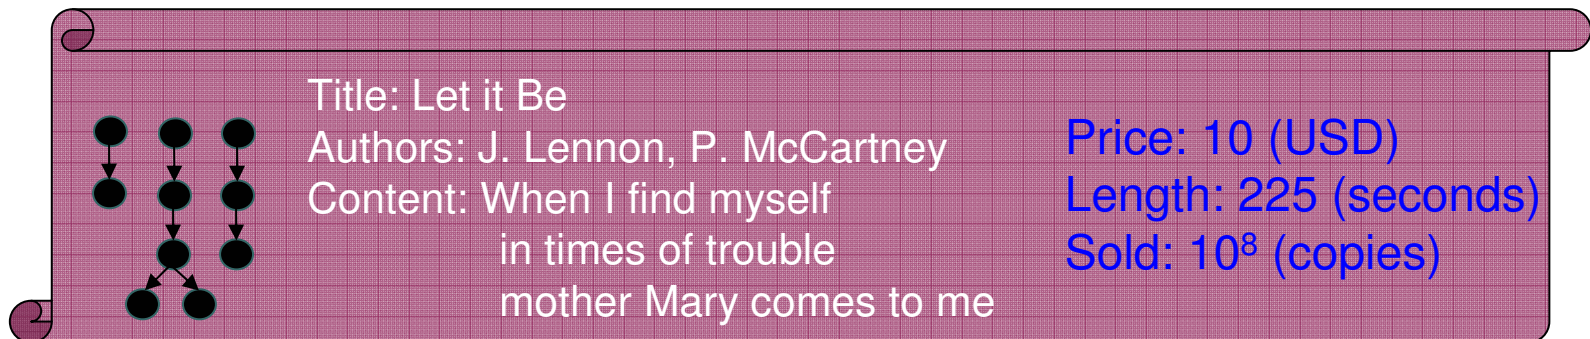 Title: Let it Be
Authors: J. Lennon, P. McCartney
Content: When I find myself
in times of trouble
mother Mary comes to me
Price: 10 (USD)
Length: 225 (seconds)
Sold: 10⁸ (copies)